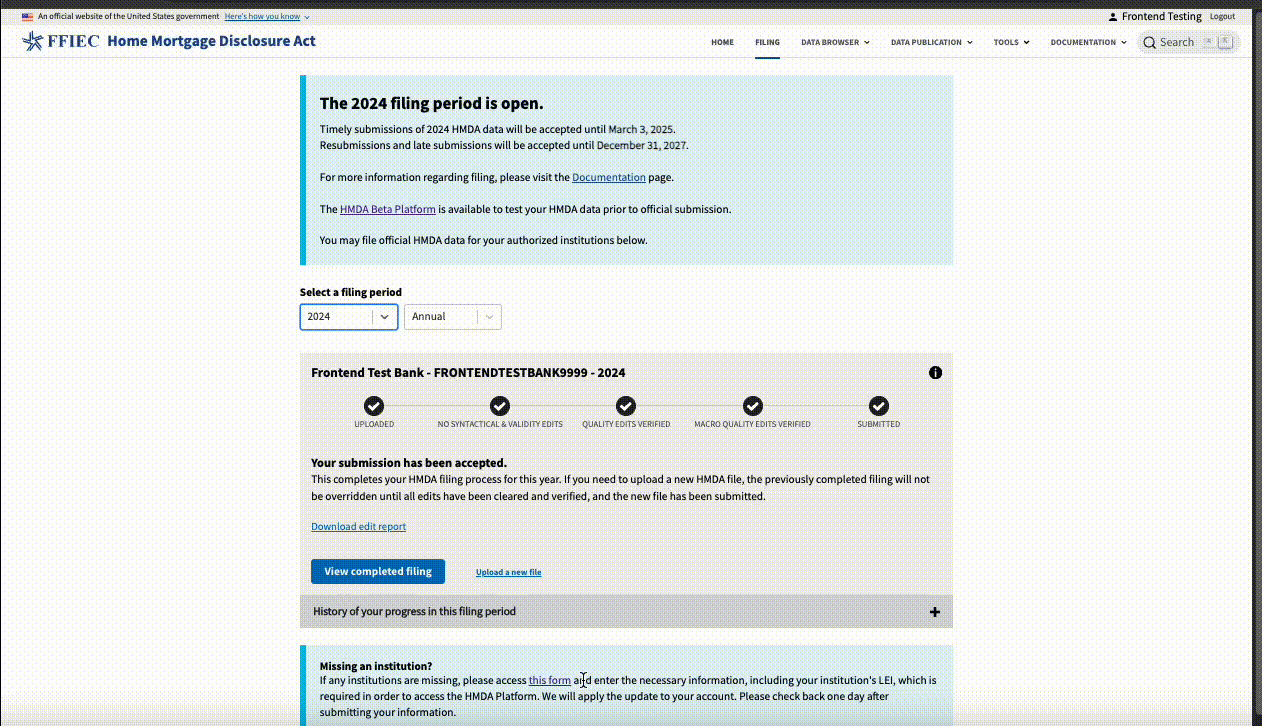 An official website of the United States government Here's how you know
Frontend Testing Logout
FFIEC Home Mortgage Disclosure Act
HOME FILING DATA BROWSER DATA PUBLICATION TOOLS DOCUMENTATION Search K
The 2024 filing period is open.
Timely submissions of 2024 HMDA data will be accepted until March 3, 2025.
Resubmissions and late submissions will be accepted until December 31, 2027.
For more information regarding filing, please visit the Documentation page.
The HMDA Beta Platform is available to test your HMDA data prior to official submission.
You may file official HMDA data for your authorized institutions below.
Select a filing period
2024 Annual
Frontend Test Bank - FRONTENDTESTBANK9999 - 2024
UPLOADED NO SYNTACTICAL & VALIDITY EDITS QUALITY EDITS VERIFIED MACRO QUALITY EDITS VERIFIED SUBMITTED
Your submission has been accepted.
This completes your HMDA filing process for this year. If you need to upload a new HMDA file, the previously completed filing will not
be overridden until all edits have been cleared and verified, and the new file has been submitted.
Download edit report
View completed filing Upload a new file
History of your progress in this filing period
Missing an institution?
If any institutions are missing, please access this form and enter the necessary information, including your institution's LEI, which is
required in order to access the HMDA Platform. We will apply the update to your account. Please check back one day after
submitting your information.